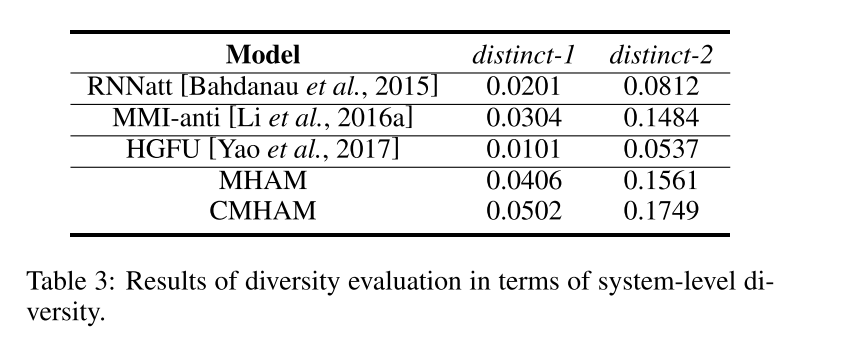 Model distinct-1 distinct-2
RNNatt [Bahdanau et al., 2015] 0.0201 0.0812
MMI-anti [Li et al., 2016a] 0.0304 0.1484
HGFU [Yao et al., 2017] 0.0101 0.0537
MHAM 0.0406 0.1561
CMHAM 0.0502 0.1749
Table 3: Results of diversity evaluation in terms of system-level di-
versity.